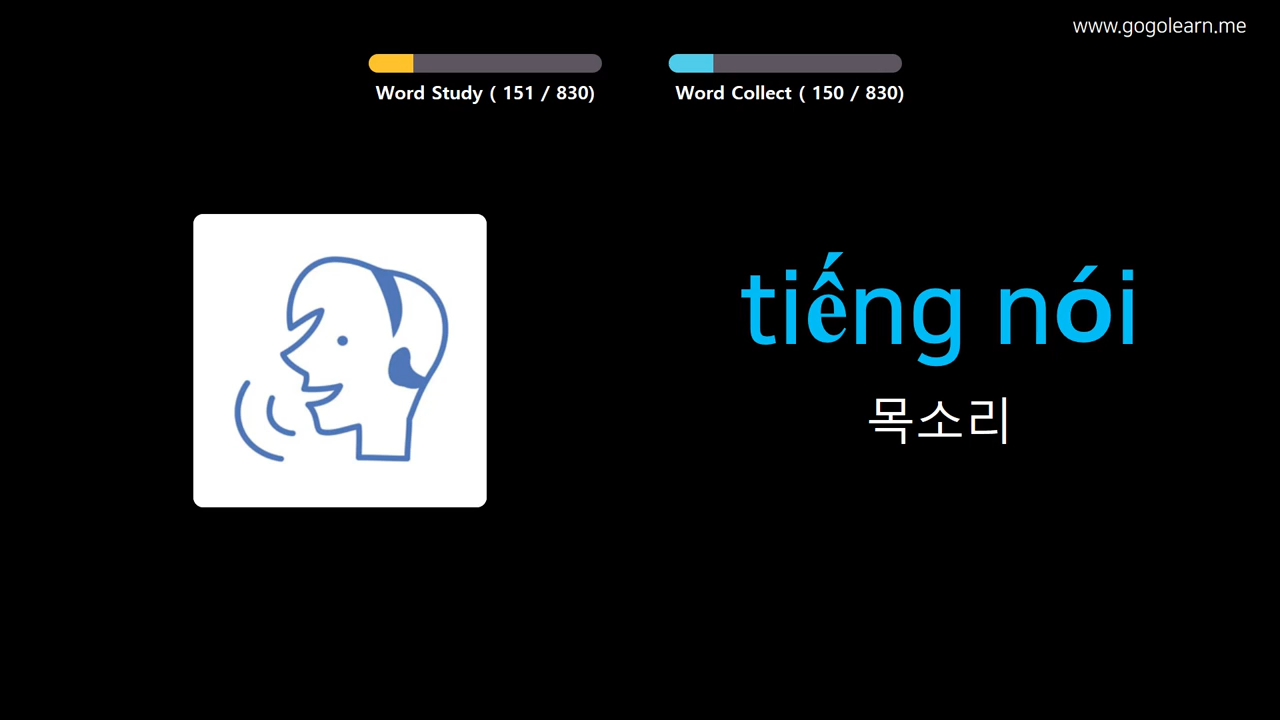 www.gogolearn.me
Word Study ( 151 / 830)
Word Collect ( 150 / 830)
tiếng nói
목소리